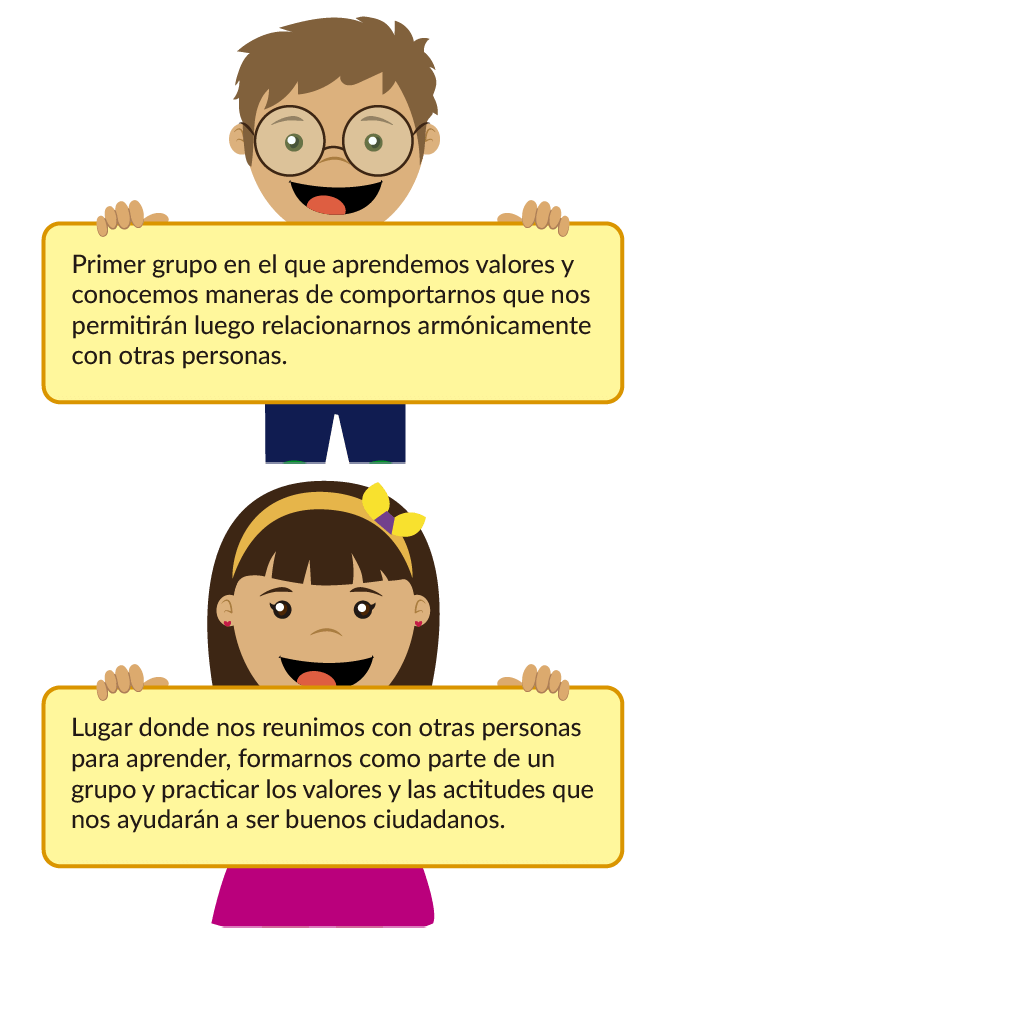 Primer grupo en el que aprendemos valores y
conocemos maneras de comportarnos que nos
permitirán luego relacionarnos armónicamente
con otras personas.
Lugar donde nos reunimos con otras personas
para aprender, formarnos como parte de un
grupo y practicar los valores y las actitudes que
nos ayudarán a ser buenos ciudadanos.